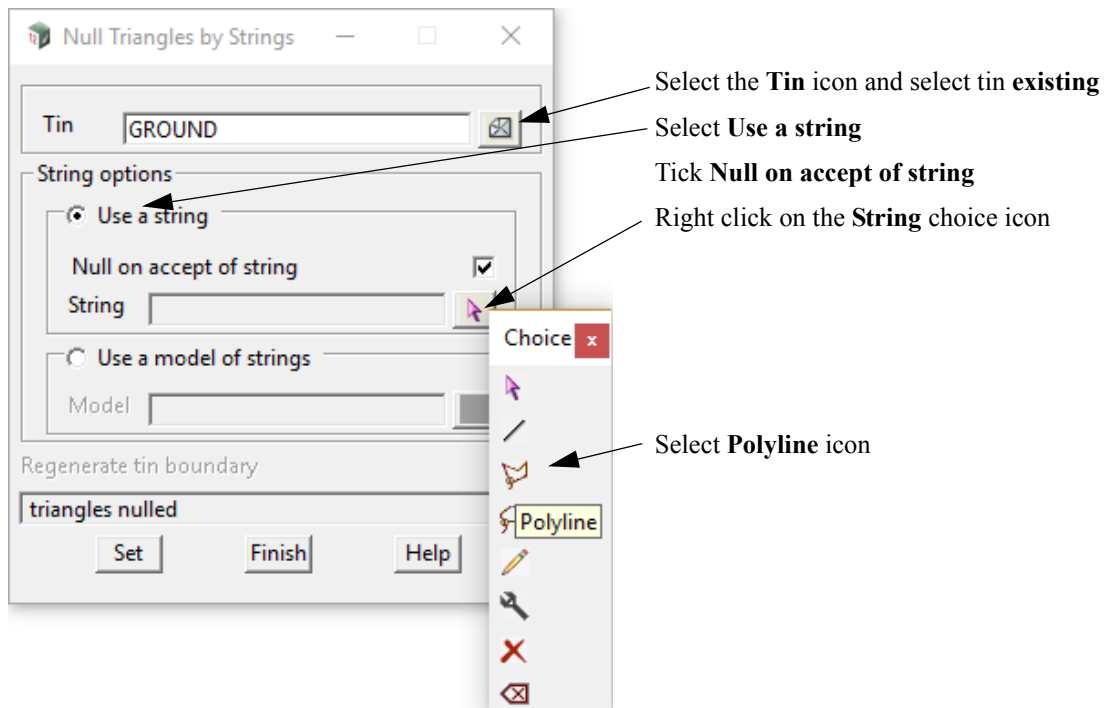 Null Triangles by Strings
Select the Tin icon and select tin existing
Tin GROUND
Select Use a string
String options
Tick Null on accept of string
Use a string
Right click on the String choice icon
Null on accept of string
String
Choice x
Use a model of strings
Model
Select Polyline icon
Regenerate tin boundary
triangles nulled
Polyline
Set Finish Help